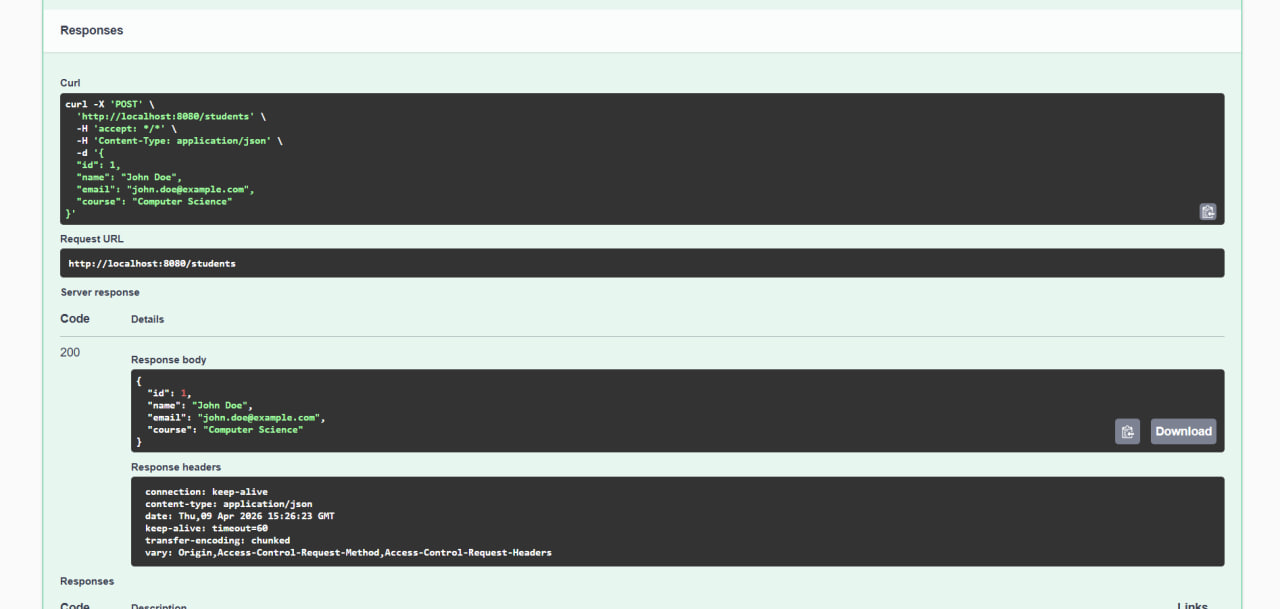 Responses
Curl
curl -X 'POST' \
'http://localhost:8080/students' \
-H 'accept: */*' \
-H 'Content-Type: application/json' \
-d '{
"id": 1,
"name": "John Doe",
"email": "john.doe@example.com",
"course": "Computer Science"
}'
Request URL
http://localhost:8080/students
Server response
Code Details
200
Response body
{
"id": 1,
"name": "John Doe",
"email": "john.doe@example.com",
"course": "Computer Science"
}
Download
Response headers
connection: keep-alive
content-type: application/json
date: Thu,09 Apr 2026 15:26:23 GMT
keep-alive: timeout=60
transfer-encoding: chunked
vary: Origin,Access-Control-Request-Method,Access-Control-Request-Headers
Responses
Code Description Links